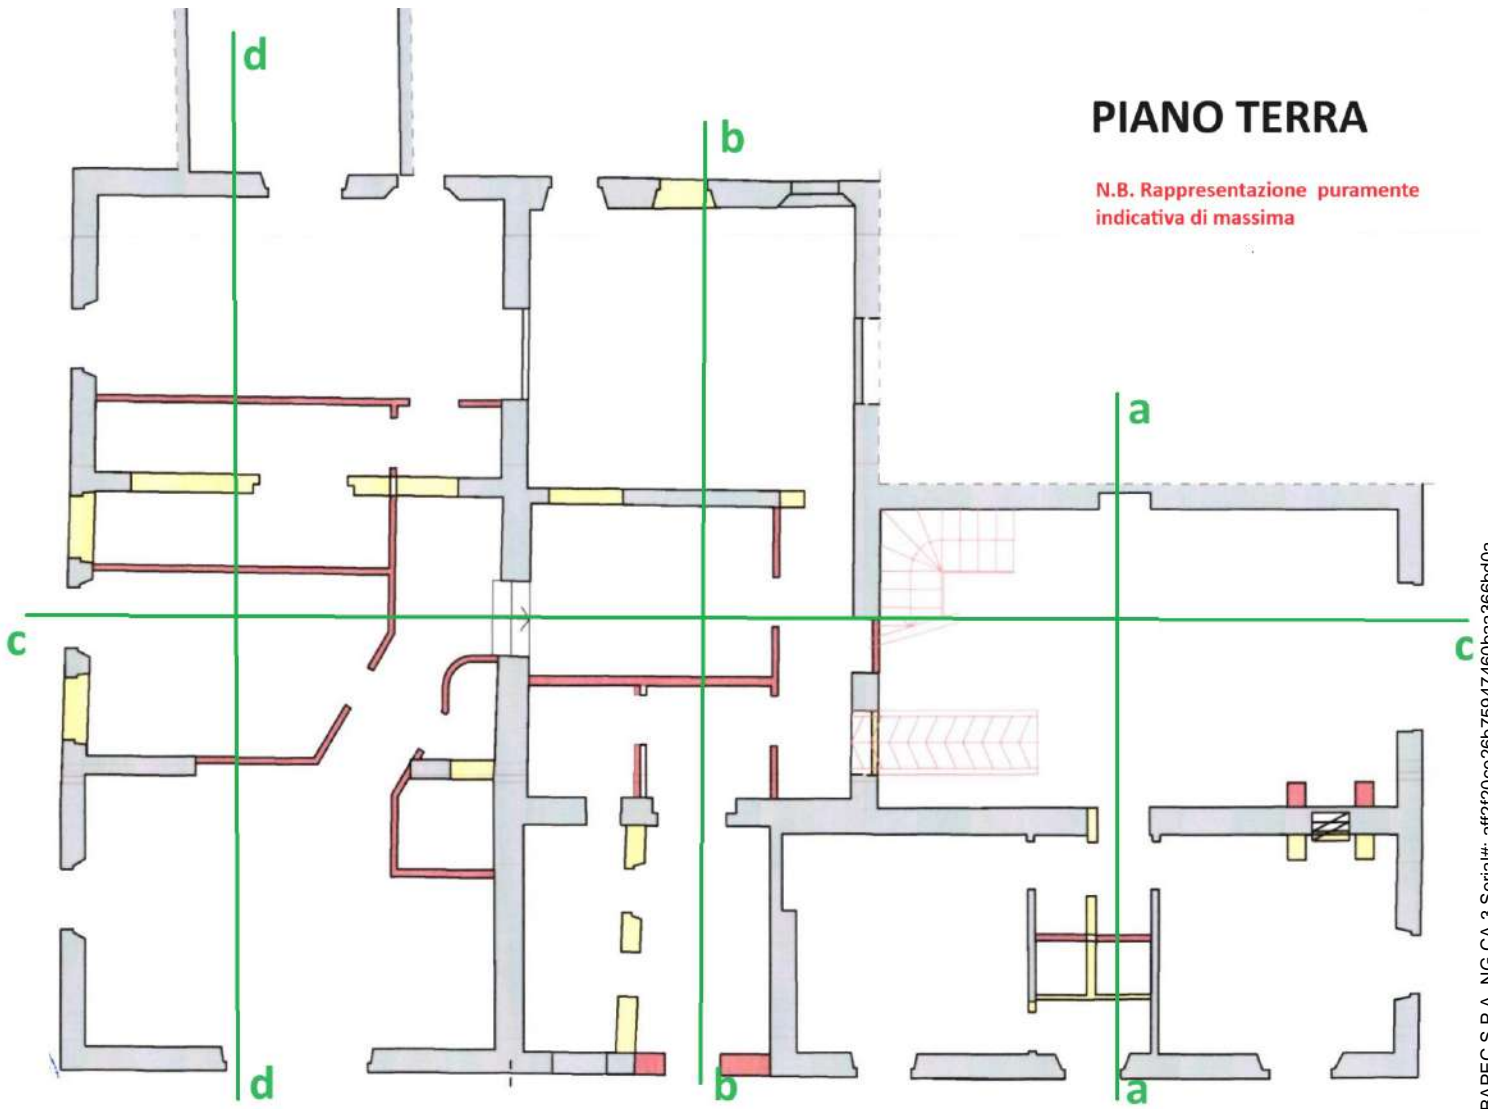 d
b
PIANO TERRA
N.B. Rappresentazione puramente
indicativa di massima
a
c
c
d
b
a